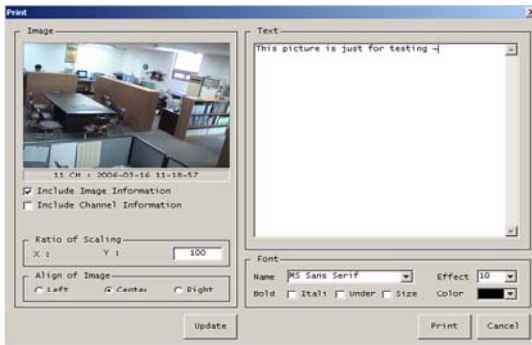 Print
Image
11 CH : 2006-03-16 11-18-57
Include Image Information
Include Channel Information
Ratio of Scaling
X : Y : 100
Align of Image
Left Center Right
Update
Text
This picture is just for testing ~
Font
Name MS Sans Serif Effect 10
Bold Itali Under Size Color
Print Cancel